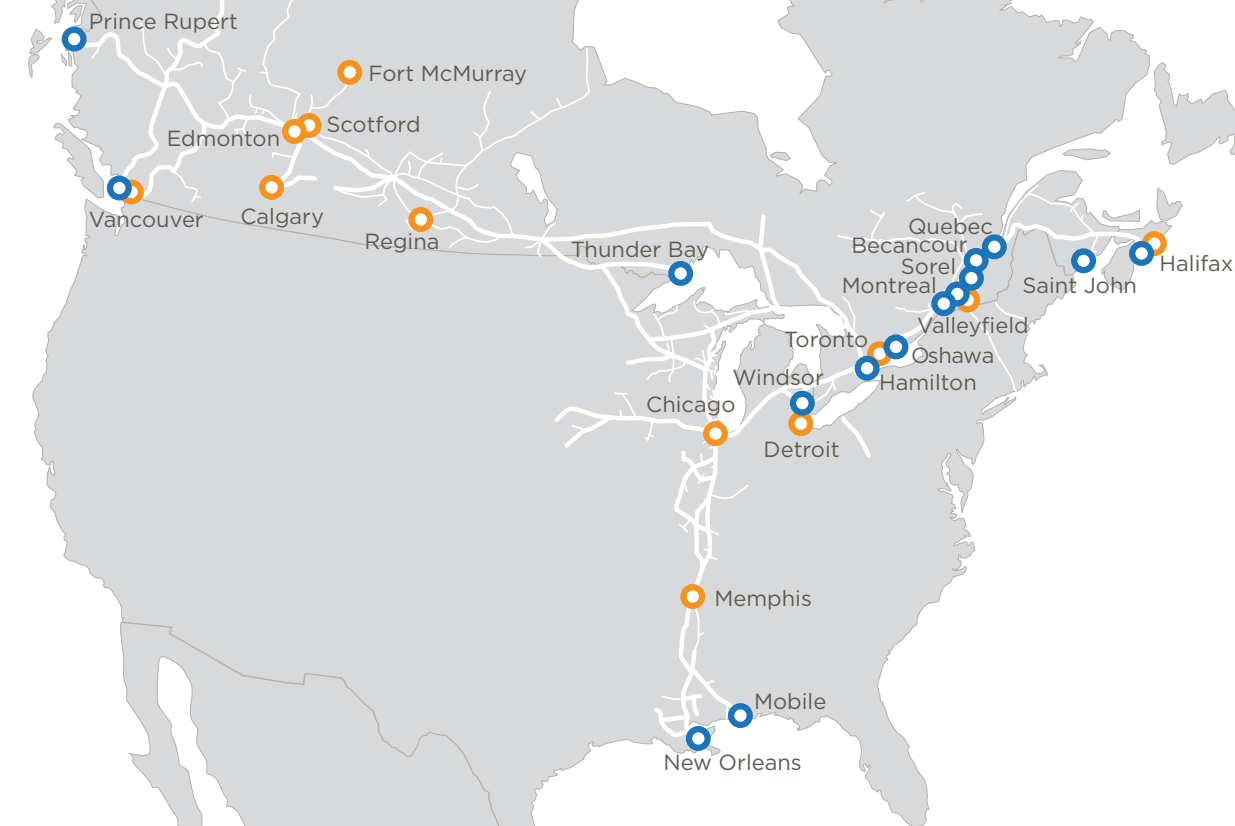 Prince Rupert
Fort McMurray
Scotford
Edmonton
Vancouver
Calgary
Regina
Thunder Bay
Quebec
Becancour
Sorel
Montreal
Halifax
Saint John
Valleyfield
Toronto
Oshawa
Windsor
Hamilton
Chicago
Detroit
Memphis
Mobile
New Orleans